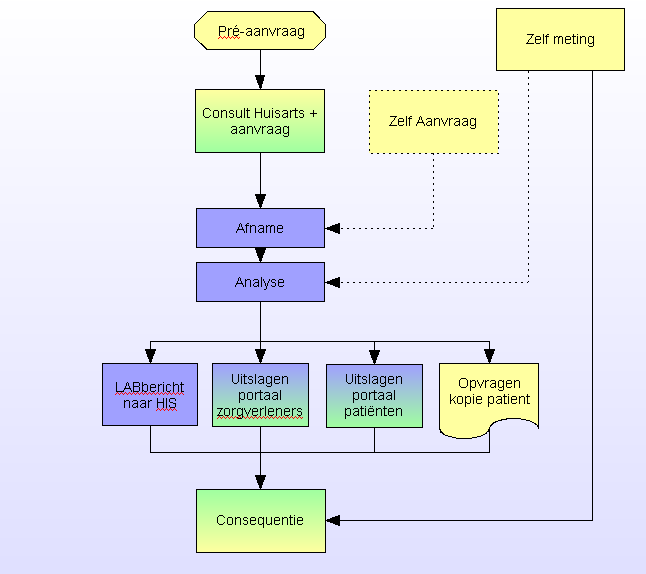 Pré-aanvraag
Zelf meting
Consult Huisarts +
aanvraag
Zelf Aanvraag
Afname
Analyse
LABbericht
naar HIS
Uitslagen
portaal
zorgverleners
Uitslagen
portaal
patiënten
Opvragen
kopie patient
Consequentie